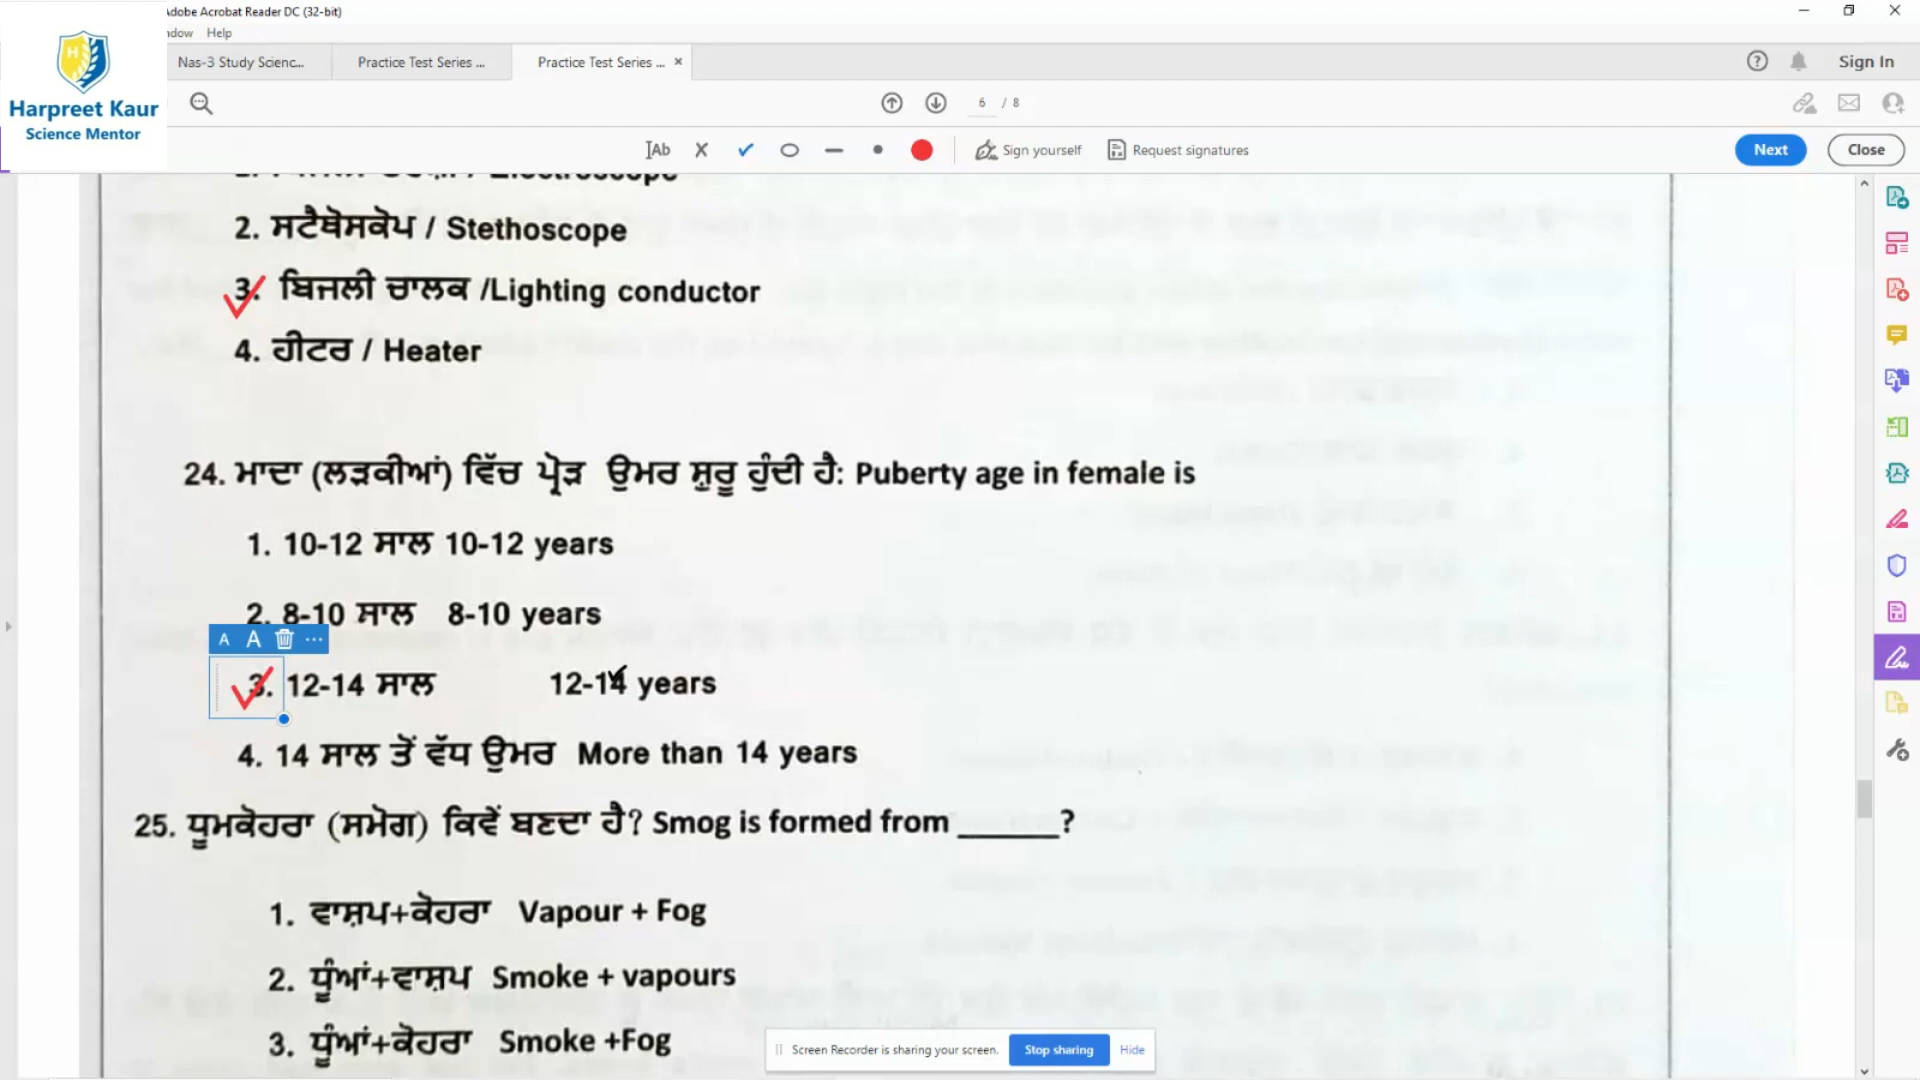 Adobe Acrobat Reader DC (32-bit)
Help
Nas-3 Study Scienc...
Practice Test Series ...
Practice Test Series ...
Sign In
Harpreet Kaur
Science Mentor
6 / 8
Sign yourself
Request signatures
Next
Close
Electroscope
2. ਸਟੈਥੋਸਕੋਪ / Stethoscope
3. ਬਿਜਲੀ ਚਾਲਕ /Lighting conductor
4. ਹੀਟਰ / Heater
24. ਮਾਦਾ (ਲੜਕੀਆਂ) ਵਿੱਚ ਪ੍ਰੋੜ ਉਮਰ ਸ਼ੁਰੂ ਹੁੰਦੀ ਹੈ: Puberty age in female is
1. 10-12 ਸਾਲ 10-12 years
2. 8-10 ਸਾਲ 8-10 years
3. 12-14 ਸਾਲ 12-14 years
4. 14 ਸਾਲ ਤੋਂ ਵੱਧ ਉਮਰ More than 14 years
25. ਧੂਮਕੋਹਰਾ (ਸਮੋਗ) ਕਿਵੇਂ ਬਣਦਾ ਹੈ? Smog is formed from ______?
1. ਵਾਸ਼ਪ+ਕੋਹਰਾ Vapour + Fog
2. ਧੂੰਆਂ+ਵਾਸ਼ਪ Smoke + vapours
3. ਧੂੰਆਂ+ਕੋਹਰਾ Smoke +Fog
Screen Recorder is sharing your screen.
Stop sharing
Hide